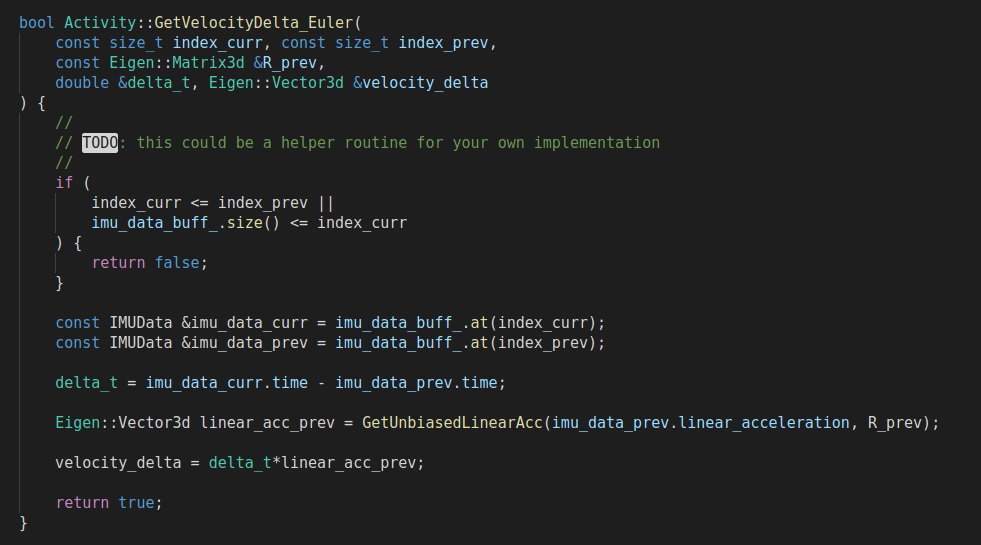 bool Activity::GetVelocityDelta_Euler(
    const size_t index_curr, const size_t index_prev,
    const Eigen::Matrix3d &R_prev,
    double &delta_t, Eigen::Vector3d &velocity_delta
) {
    //
    // TODO: this could be a helper routine for your own implementation
    //
    if (
        index_curr <= index_prev ||
        imu_data_buff_.size() <= index_curr
    ) {
        return false;
    }

    const IMUData &imu_data_curr = imu_data_buff_.at(index_curr);
    const IMUData &imu_data_prev = imu_data_buff_.at(index_prev);

    delta_t = imu_data_curr.time - imu_data_prev.time;

    Eigen::Vector3d linear_acc_prev = GetUnbiasedLinearAcc(imu_data_prev.linear_acceleration, R_prev);

    velocity_delta = delta_t*linear_acc_prev;

    return true;
}